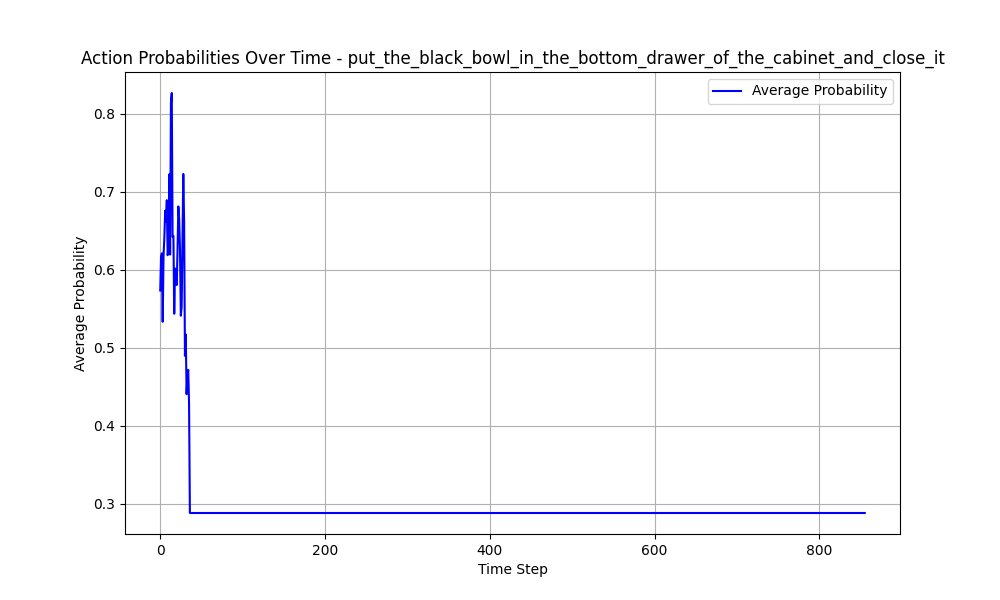 Action Probabilities Over Time - put_the_black_bowl_in_the_bottom_drawer_of_the_cabinet_and_close_it
Average Probability
0.8
0.7
0.6
0.5
0.4
0.3
Average Probability
0
200
400
600
800
Time Step